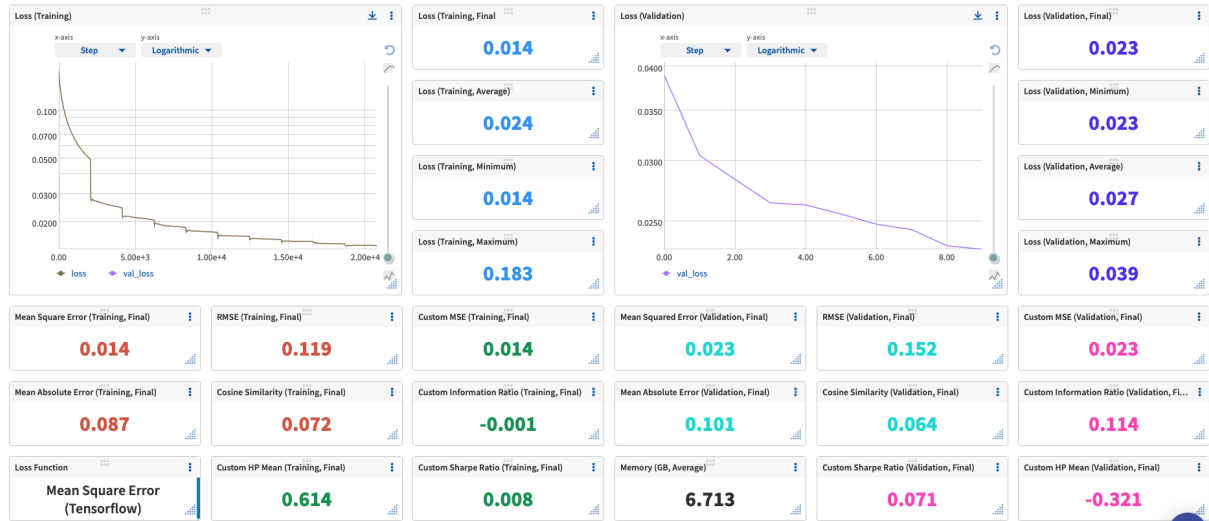 Loss (Training)
x-axis
y-axis
Step
Logarithmic
0.100
0.0700
0.0500
0.0300
0.0200
0.00
5.00e+3
1.00e+4
1.50e+4
2.00e+4
loss
val_loss
Loss (Training, Final
0.014
Loss (Training, Average)
0.024
Loss (Training, Minimum)
0.014
Loss (Training, Maximum)
0.183
Loss (Validation)
x-axis
y-axis
Step
Logarithmic
0.0400
0.0350
0.0300
0.0250
0.00
2.00
4.00
6.00
8.00
val_loss
Loss (Validation, Final)
0.023
Loss (Validation, Minimum)
0.023
Loss (Validation, Average)
0.027
Loss (Validation, Maximum)
0.039
Mean Square Error (Training, Final)
0.014
RMSE (Training, Final)
0.119
Custom MSE (Training, Final)
0.014
Mean Squared Error (Validation, Final)
0.023
RMSE (Validation, Final)
0.152
Custom MSE (Validation, Final)
0.023
Mean Absolute Error (Training, Final)
0.087
Cosine Similarity (Training, Final)
0.072
Custom Information Ratio (Training, Final)
-0.001
Mean Absolute Error (Validation, Final)
0.101
Cosine Similarity (Validation, Final)
0.064
Custom Information Ratio (Validation, Fi...
0.114
Loss Function
Mean Square Error
(Tensorflow)
Custom HP Mean (Training, Final)
0.614
Custom Sharpe Ratio (Training, Final)
0.008
Memory (GB, Average)
6.713
Custom Sharpe Ratio (Validation, Final)
0.071
Custom HP Mean (Validation, Final)
-0.321